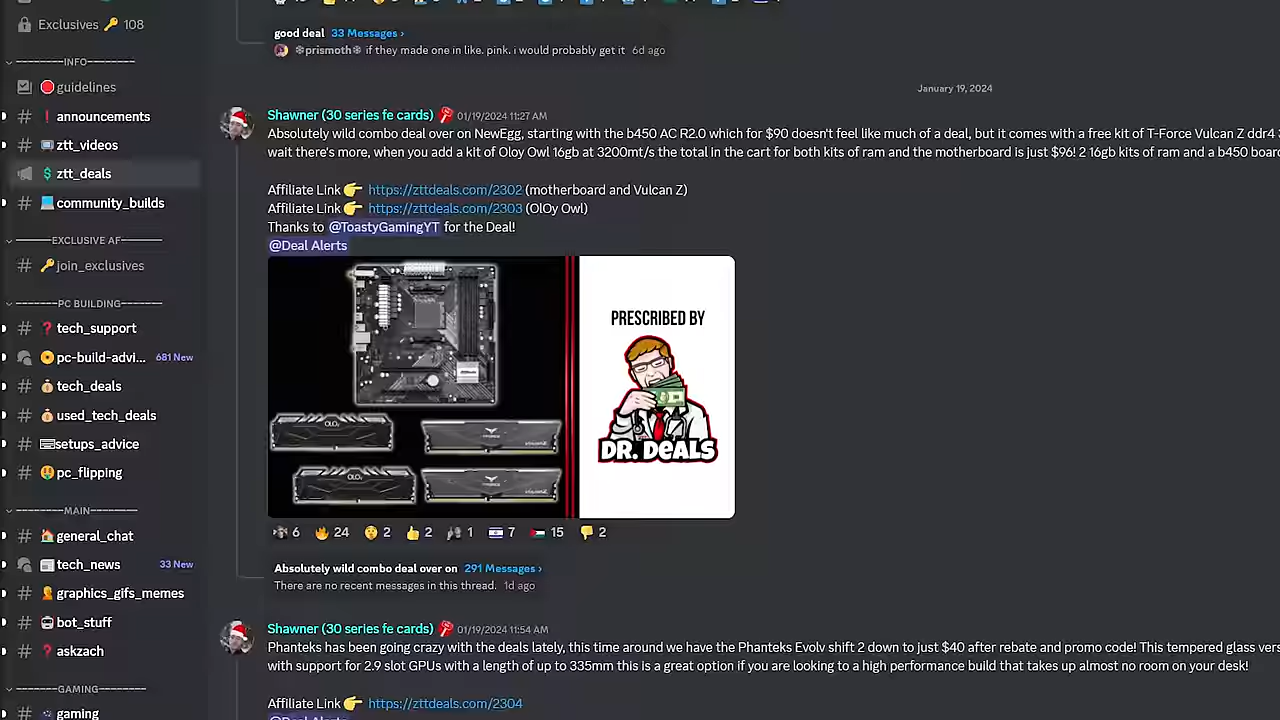 Exclusives 🔑 108
INFO
guidelines
announcements
ztt_videos
ztt_deals
community_builds
EXCLUSIVE AF
join_exclusives
PC BUILDING
tech_support
pc-build-advi... 681 New
tech_deals
used_tech_deals
setups_advice
pc_flipping
MAIN
general_chat
tech_news 33 New
graphics_gifs_memes
bot_stuff
askzach
GAMING
gaming
good deal 33 Messages ›
❄prismoth❄ if they made one in like. pink. i would probably get it 6d ago
January 19, 2024
Shawner (30 series fe cards) 01/19/2024 11:27 AM
Absolutely wild combo deal over on NewEgg, starting with the b450 AC R2.0 which for $90 doesn't feel like much of a deal, but it comes with a free kit of T-Force Vulcan Z ddr4
wait there's more, when you add a kit of Oloy Owl 16gb at 3200mt/s the total in the cart for both kits of ram and the motherboard is just $96! 2 16gb kits of ram and a b450 boar
Affiliate Link 👉 https://zttdeals.com/2302 (motherboard and Vulcan Z)
Affiliate Link 👉 https://zttdeals.com/2303 (OlOy Owl)
Thanks to @ToastyGamingYT for the Deal!
@Deal Alerts
PRESCRIBED BY
DR. DEALS
OLOy
OLOy
6 24 2 2 1 7 15 2
Absolutely wild combo deal over on 291 Messages ›
There are no recent messages in this thread. 1d ago
Shawner (30 series fe cards) 01/19/2024 11:54 AM
Phanteks has been going crazy with the deals lately, this time around we have the Phanteks Evolv shift 2 down to just $40 after rebate and promo code! This tempered glass vers
with support for 2.9 slot GPUs with a length of up to 335mm this is a great option if you are looking to a high performance build that takes up almost no room on your desk!
Affiliate Link 👉 https://zttdeals.com/2304
@Deal Alerts